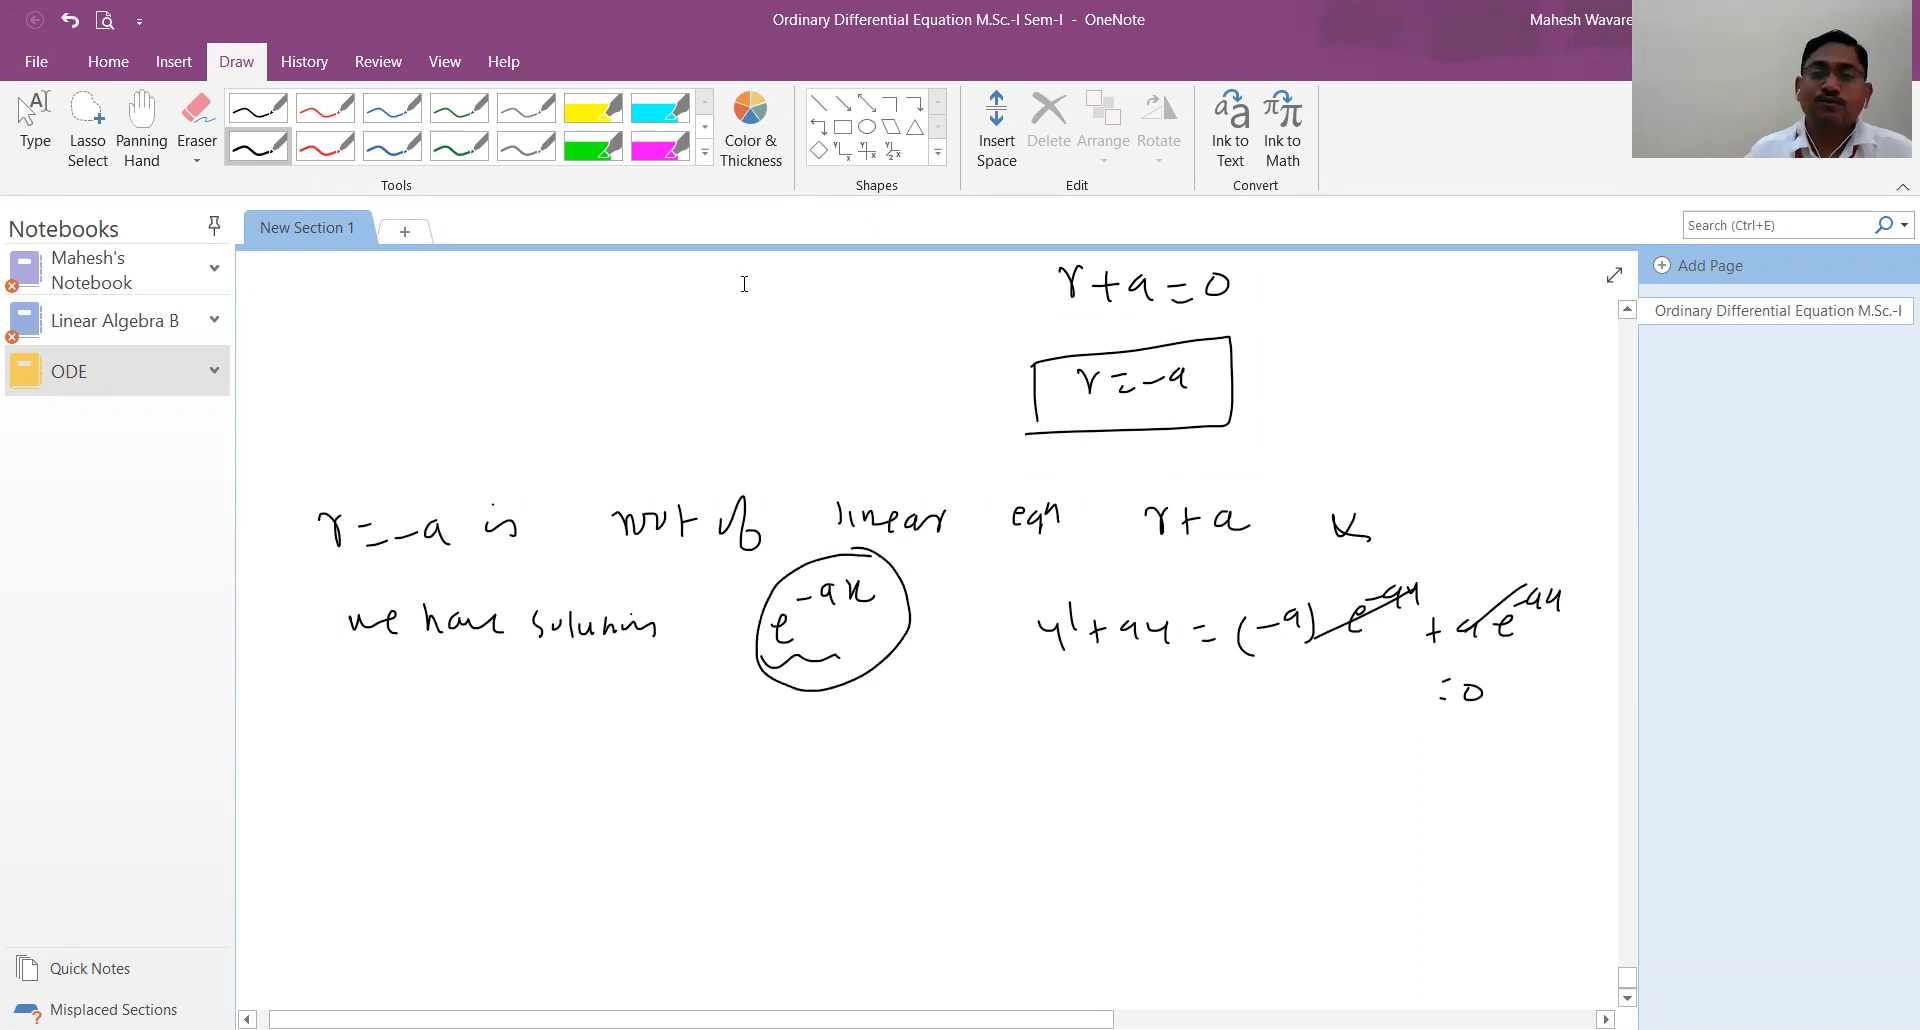 Ordinary Differential Equation M.Sc.-I Sem-I - OneNote
Mahesh Wavare
File Home Insert Draw History Review View Help
Type
Lasso Select
Panning Hand
Eraser
Color & Thickness
Insert Space
Delete
Arrange
Rotate
Ink to Text
Ink to Math
Tools
Shapes
Edit
Convert
Notebooks
New Section 1
+
Search (Ctrl+E)
Mahesh's Notebook
Linear Algebra B
ODE
Add Page
Ordinary Differential Equation M.Sc.-I
r+a=0
r=-a
r=-a is root of linear eqn r+a &
we have solution e^{-ax} y'+ay = (-a) e^{-ax} + a e^{-ax}
=0
Quick Notes
Misplaced Sections